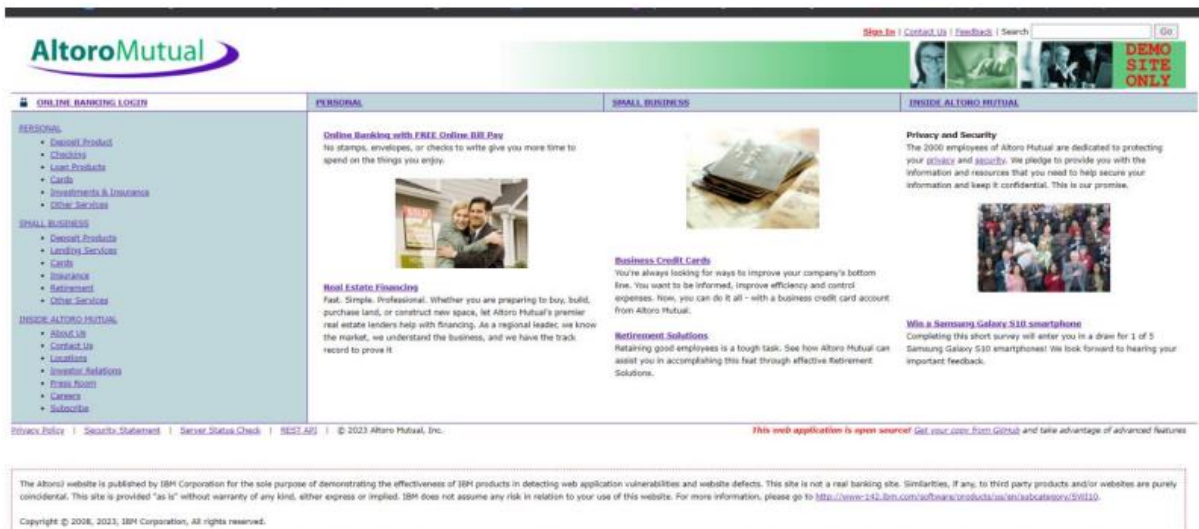 AltoroMutual
Sign In | Contact Us | Feedback | Search
Go
DEMO
SITE
ONLY
ONLINE BANKING LOGIN
PERSONAL
SMALL BUSINESS
INSIDE ALTORO MUTUAL
PERSONAL
Deposit Product
Checking
Loan Products
Cards
Investments & Insurance
Other Services
SMALL BUSINESS
Deposit Products
Lending Services
Cards
Insurance
Retirement
Other Services
INSIDE ALTORO MUTUAL
About Us
Contact Us
Locations
Investor Relations
Press Room
Careers
Subscribe
Online Banking with FREE Online Bill Pay
No stamps, envelopes, or checks to write give you more time to
spend on the things you enjoy.
Real Estate Financing
Fast. Simple. Professional. Whether you are preparing to buy, build,
purchase land, or construct new space, let Altoro Mutual's premier
real estate lenders help with financing. As a regional leader, we know
the market, we understand the business, and we have the track
record to prove it
Business Credit Cards
You're always looking for ways to improve your company's bottom
line. You want to be informed, improve efficiency and control
expenses. Now, you can do it all - with a business credit card account
from Altoro Mutual.
Retirement Solutions
Retaining good employees is a tough task. See how Altoro Mutual can
assist you in accomplishing this feat through effective Retirement
Solutions.
Privacy and Security
The 2000 employees of Altoro Mutual are dedicated to protecting
your privacy and security. We pledge to provide you with the
information and resources that you need to help secure your
information and keep it confidential. This is our promise.
Win a Samsung Galaxy S10 smartphone
Completing this short survey will enter you in a draw for 1 of 5
Samsung Galaxy S10 smartphones! We look forward to hearing your
important feedback.
Privacy Policy | Security Statement | Server Status Check | REST API | © 2023 Altoro Mutual, Inc.
This web application is open source! Get your copy from GitHub and take advantage of advanced features
The AltoroJ website is published by IBM Corporation for the sole purpose of demonstrating the effectiveness of IBM products in detecting web application vulnerabilities and website defects. This site is not a real banking site. Similarities, if any, to third party products and/or websites are purely
coincidental. This site is provided "as is" without warranty of any kind, either express or implied. IBM does not assume any risk in relation to your use of this website. For more information, please go to http://www-142.ibm.com/software/products/us/en/subcategory/SWI10.
Copyright © 2008, 2023, IBM Corporation, All rights reserved.